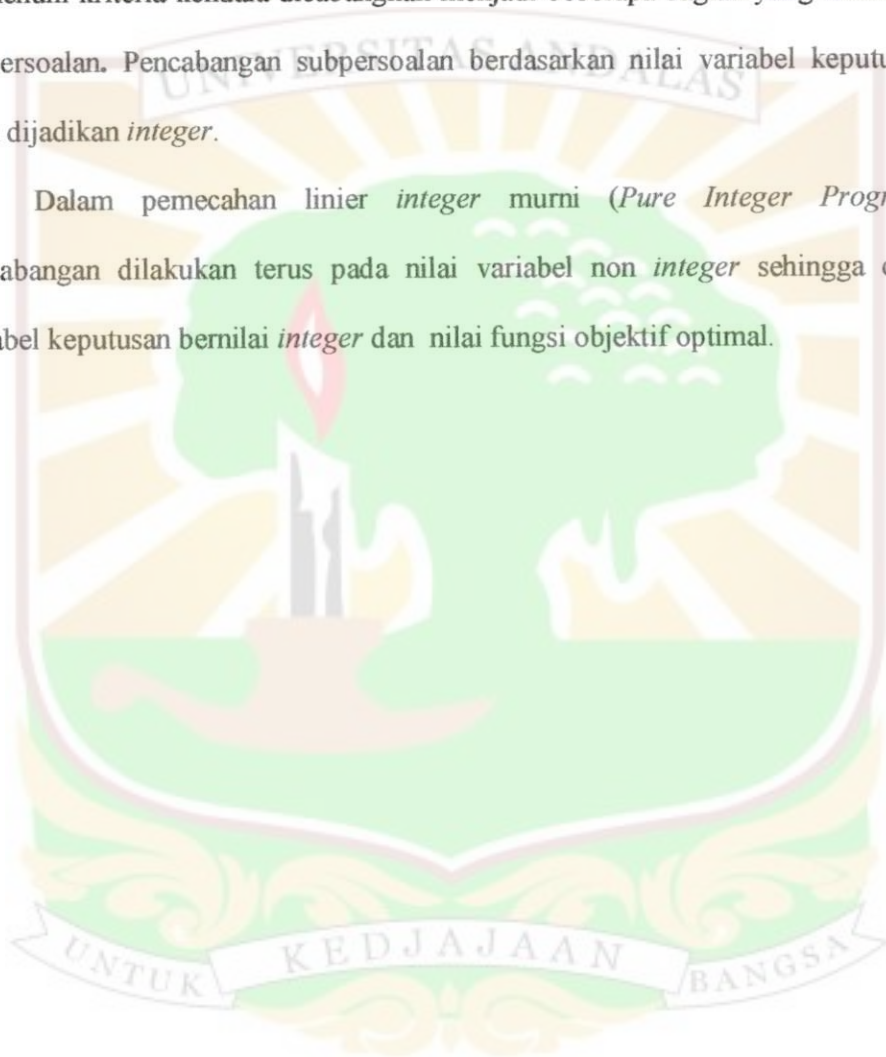 UNIVERSITAS ANDALAS
ersoalan. Pencabangan subpersoalan berdasarkan nilai variabel keputu
dijadikan integer.
Dalam pemecahan linier integer murni (Pure Integer Progr
abangan dilakukan terus pada nilai variabel non integer sehingga
bel keputusan bernilai integer dan nilai fungsi objektif optimal.
UNTUK KEDJAJAAN BANGSA